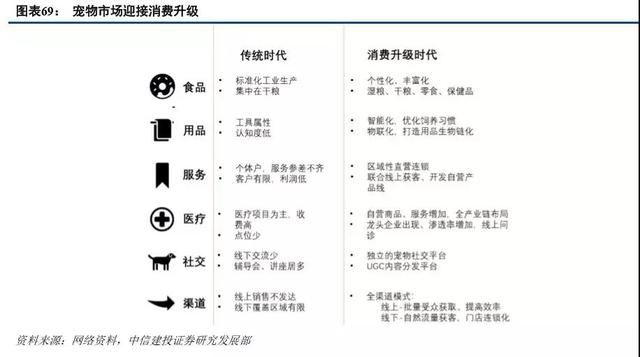 图表69： 宠物市场迎接消费升级
传统时代
消费升级时代
食品
• 标准化工业生产
• 集中在干粮
• 个性化、丰富化
• 湿粮、干粮、零食、保健品
用品
• 工具属性
• 认知度低
• 智能化，优化饲养习惯
• 物联化，打造用品生物链化
服务
• 个体户，服务参差不齐
• 客户有限，利润低
• 区域性直营连锁
• 联合线上获客、开发自营产
品线
医疗
• 医疗项目为主，收
费高
• 点位少
• 自营商品、服务增加，全产业链布局
• 龙头企业出现、渗透率增加，线上问
诊
社交
• 线下交流少
• 辅导会、讲座居多
• 独立的宠物社交平台
• UGC内容分发平台
渠道
• 线上销售不发达
• 线下覆盖区域有限
• 全渠道模式：
线上-批量受众获取、提高效率
线下-自然流量获客、门店连锁化
资料来源：网络资料，中信建投证券研究发展部